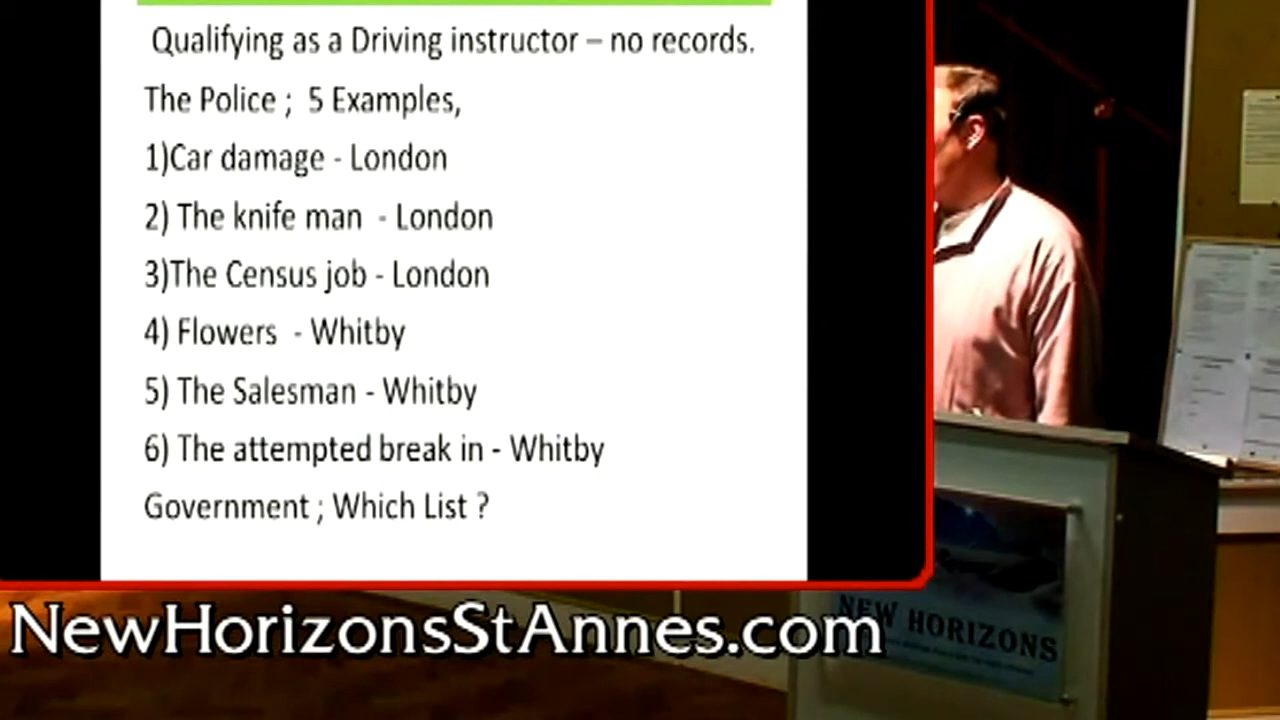 Qualifying as a Driving instructor – no records.
The Police ; 5 Examples,
1)Car damage - London
2) The knife man - London
3)The Census job - London
4) Flowers - Whitby
5) The Salesman - Whitby
6) The attempted break in - Whitby
Government ; Which List ?
NewHorizonsStAnnes.com
NEW HORIZONS